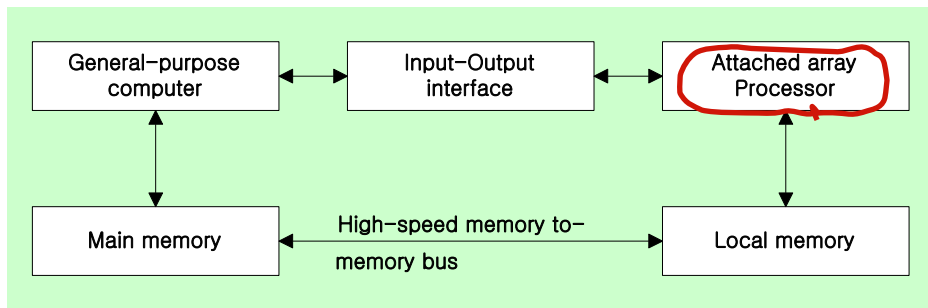 General-purpose
computer
Input-Output
interface
Attached array
Processor
Main memory
High-speed memory to-
memory bus
Local memory